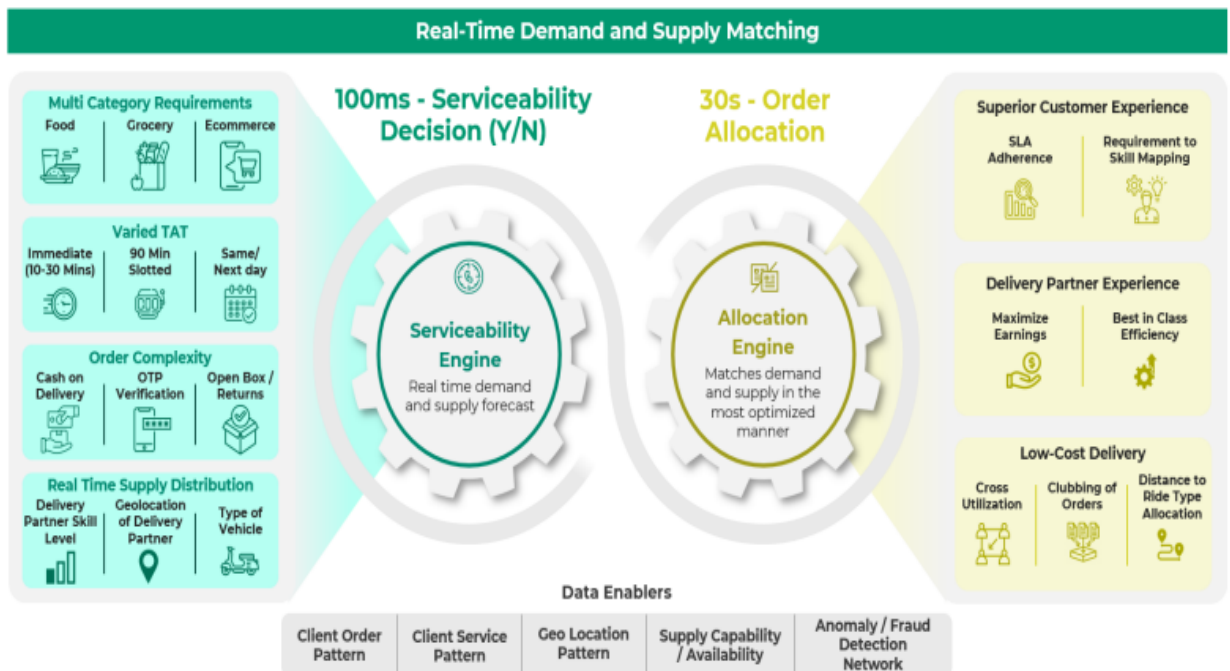 Real-Time Demand and Supply Matching
Multi Category Requirements
Food
Grocery
Ecommerce
Varied TAT
Immediate
(10-30 Mins)
90 Min
Slotted
Same/
Next day
Order Complexity
Cash on
Delivery
OTP
Verification
Open Box /
Returns
Real Time Supply Distribution
Delivery
Partner Skill
Level
Geolocation
of Delivery
Partner
Type of
Vehicle
100ms - Serviceability
Decision (Y/N)
Serviceability
Engine
Real time demand
and supply forecast
30s - Order
Allocation
Allocation
Engine
Matches demand
and supply in the
most optimized
manner
Superior Customer Experience
SLA
Adherence
Requirement to
Skill Mapping
Delivery Partner Experience
Maximize
Earnings
Best in Class
Efficiency
Low-Cost Delivery
Cross
Utilization
Clubbing of
Orders
Distance to
Ride Type
Allocation
Data Enablers
Client Order
Pattern
Client Service
Pattern
Geo Location
Pattern
Supply Capability
/ Availability
Anomaly / Fraud
Detection
Network